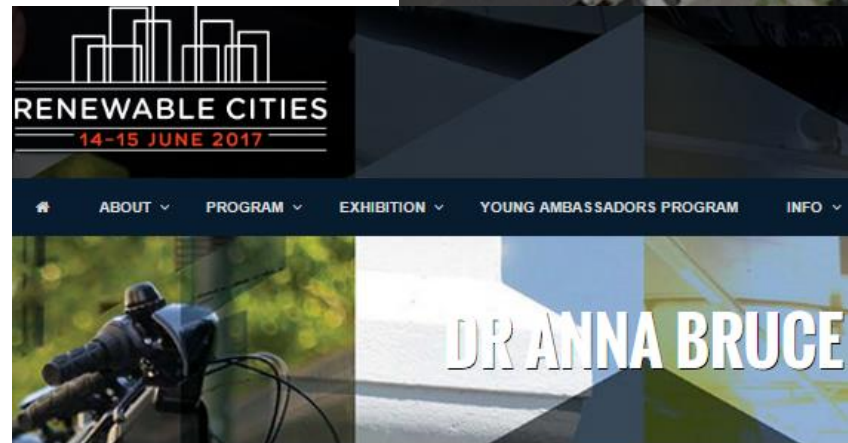 RENEWABLE CITIES
14-15 JUNE 2017
ABOUT PROGRAM EXHIBITION YOUNG AMBASSADORS PROGRAM INFO
DR ANNA BRUCE